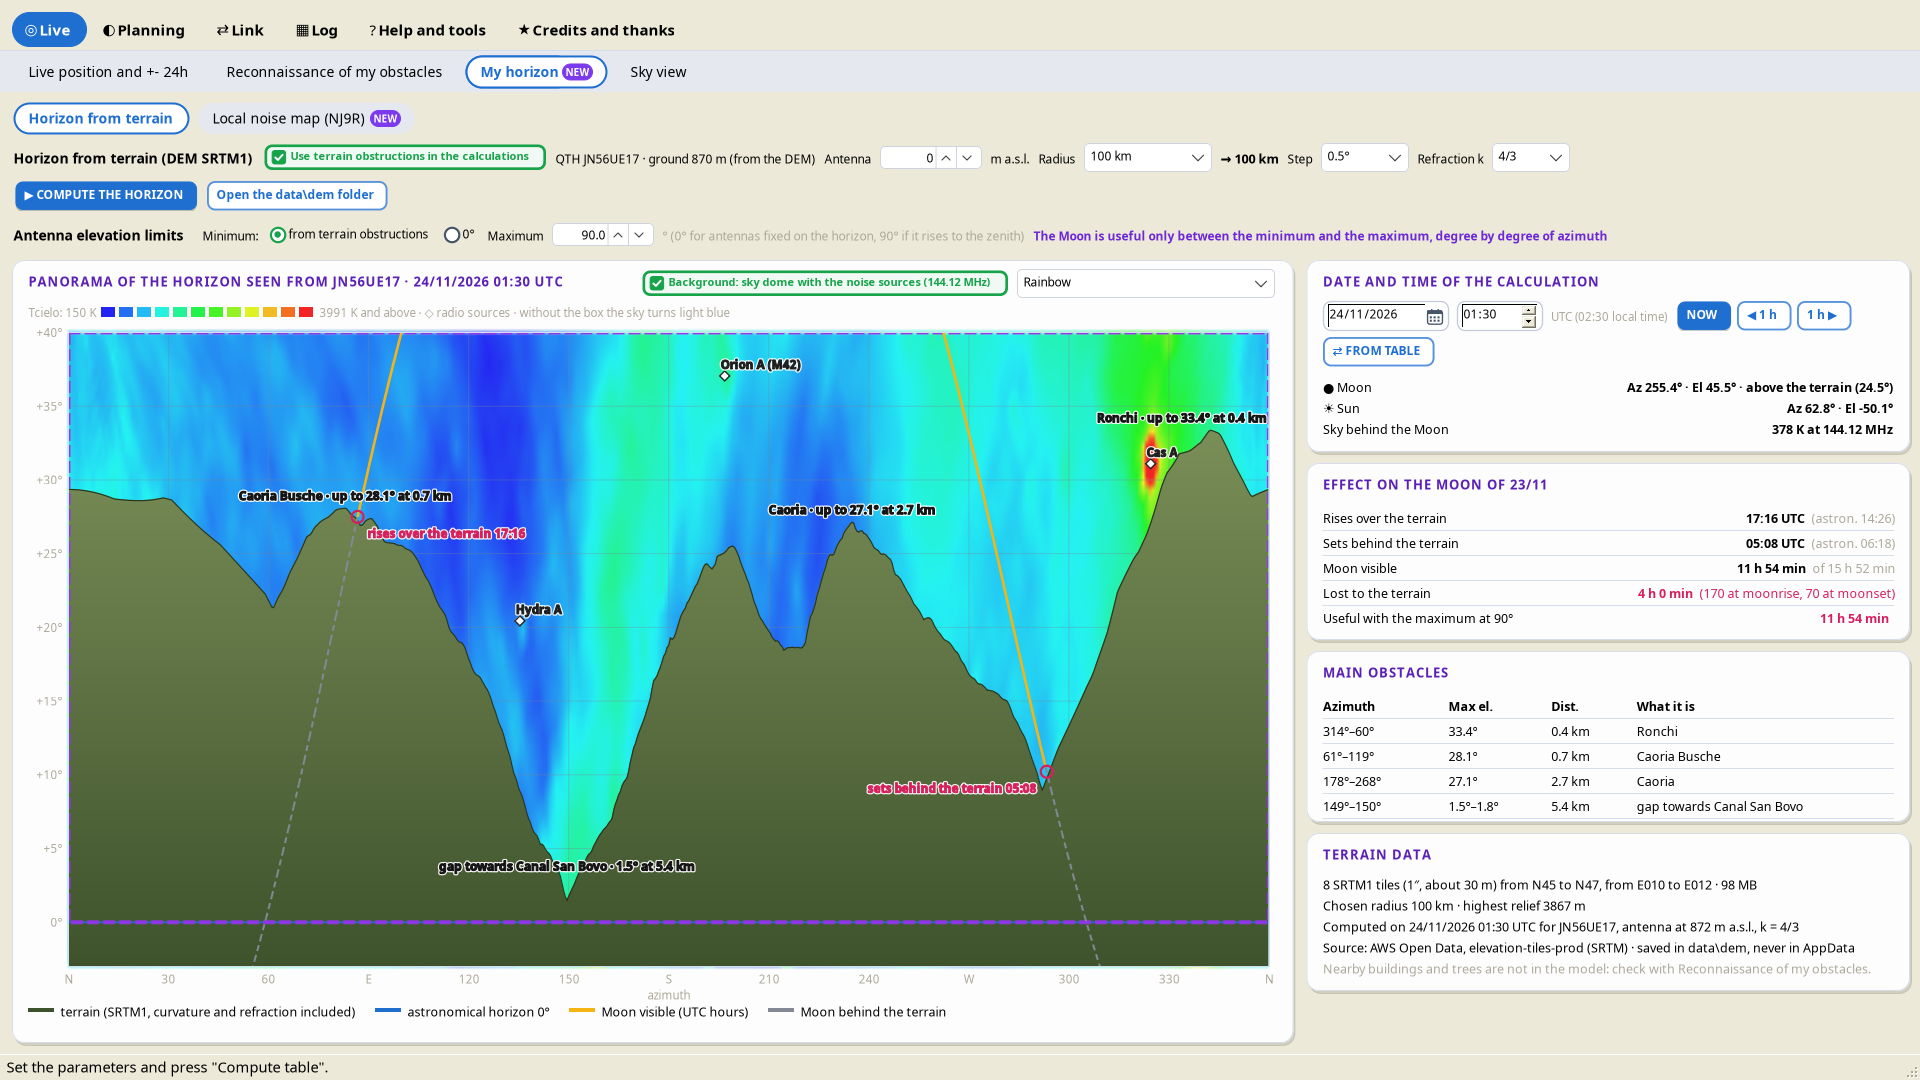 ◎ Live ◐ Planning ⇄ Link ▦ Log ? Help and tools ★ Credits and thanks
Live position and +- 24h Reconnaissance of my obstacles My horizon NEW Sky view
Horizon from terrain Local noise map (NJ9R) NEW
Horizon from terrain (DEM SRTM1) Use terrain obstructions in the calculations QTH JN56UE17 · ground 870 m (from the DEM) Antenna 0 m a.s.l. Radius 100 km → 100 km Step 0.5° Refraction k 4/3
▶ COMPUTE THE HORIZON Open the data\dem folder
Antenna elevation limits Minimum: from terrain obstructions 0° Maximum 90.0 ° (0° for antennas fixed on the horizon, 90° if it rises to the zenith) The Moon is useful only between the minimum and the maximum, degree by degree of azimuth
PANORAMA OF THE HORIZON SEEN FROM JN56UE17 · 24/11/2026 01:30 UTC Background: sky dome with the noise sources (144.12 MHz) Rainbow
Tcielo: 150 K 3991 K and above · ◇ radio sources · without the box the sky turns light blue
+40°
Orion A (M42)
+35°
Ronchi · up to 33.4° at 0.4 km
Cas A
+30°
Caoria Busche · up to 28.1° at 0.7 km
Caoria · up to 27.1° at 2.7 km
rises over the terrain 17:16
+25°
Hydra A
+20°
+15°
+10°
sets behind the terrain 05:08
+5°
gap towards Canal San Bovo · 1.5° at 5.4 km
0°
N 30 60 E 120 150 S 210 240 W 300 330 N
azimuth
terrain (SRTM1, curvature and refraction included) astronomical horizon 0° Moon visible (UTC hours) Moon behind the terrain
DATE AND TIME OF THE CALCULATION
24/11/2026 01:30 UTC (02:30 local time) NOW ◀ 1 h 1 h ▶
⇄ FROM TABLE
● Moon Az 255.4° · El 45.5° · above the terrain (24.5°)
☀ Sun Az 62.8° · El -50.1°
Sky behind the Moon 378 K at 144.12 MHz
EFFECT ON THE MOON OF 23/11
Rises over the terrain 17:16 UTC (astron. 14:26)
Sets behind the terrain 05:08 UTC (astron. 06:18)
Moon visible 11 h 54 min of 15 h 52 min
Lost to the terrain 4 h 0 min (170 at moonrise, 70 at moonset)
Useful with the maximum at 90° 11 h 54 min
MAIN OBSTACLES
Azimuth Max el. Dist. What it is
314°–60° 33.4° 0.4 km Ronchi
61°–119° 28.1° 0.7 km Caoria Busche
178°–268° 27.1° 2.7 km Caoria
149°–150° 1.5°–1.8° 5.4 km gap towards Canal San Bovo
TERRAIN DATA
8 SRTM1 tiles (1″, about 30 m) from N45 to N47, from E010 to E012 · 98 MB
Chosen radius 100 km · highest relief 3867 m
Computed on 24/11/2026 01:30 UTC for JN56UE17, antenna at 872 m a.s.l., k = 4/3
Source: AWS Open Data, elevation-tiles-prod (SRTM) · saved in data\dem, never in AppData
Nearby buildings and trees are not in the model: check with Reconnaissance of my obstacles.
Set the parameters and press "Compute table".